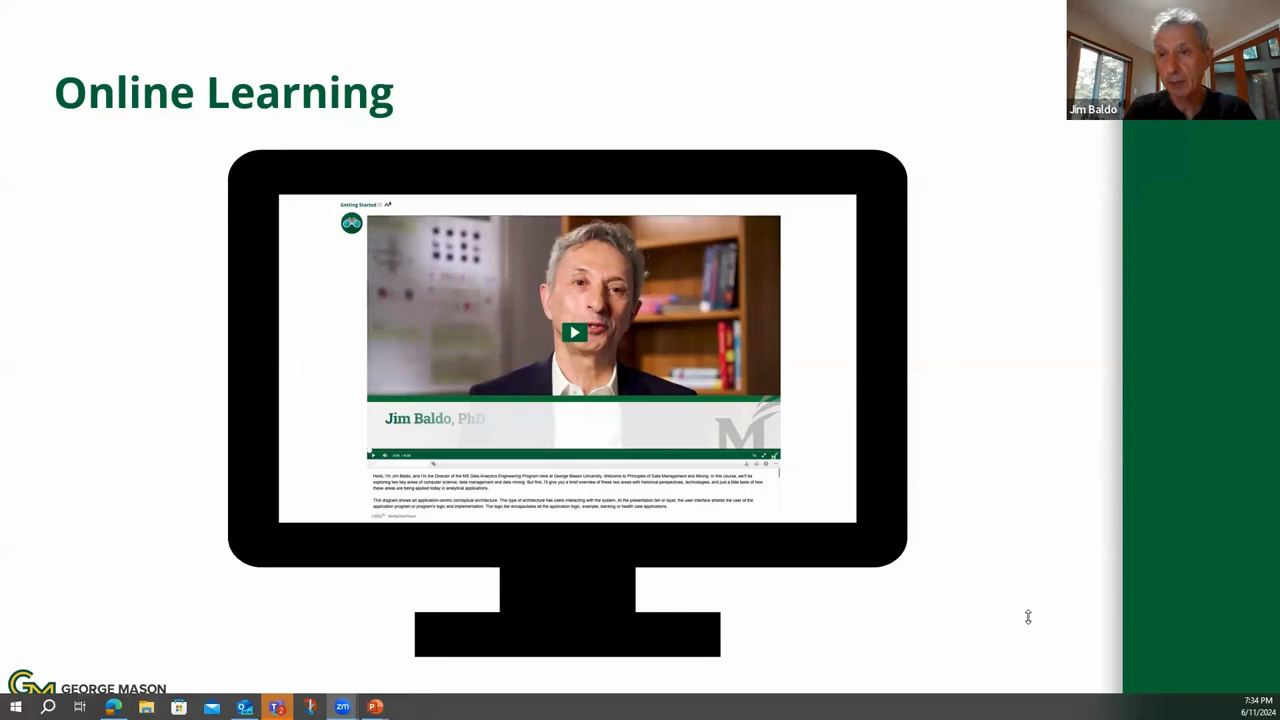 Online Learning
Jim Baldo
Getting Started
Jim Baldo, PhD
M
Hello, I'm Jim Baldo, and I'm the Director of the MS Data Analytics Engineering Program here at George Mason University. Welcome to Principles of Data Management and Mining. In this course, we'll be
exploring two key areas of computer science, data management and data mining. But first, I'll give you a brief overview of these two areas with historical perspectives, technologies, and just a little taste of how
these areas are being applied today in analytical applications.
This diagram shows an application-centric conceptual architecture. This type of architecture has users interacting with the system. At the presentation tier or layer, the user interface shields the user of the
application program or program's logic and implementation. The logic tier encapsulates all the application logic, example, banking or health care applications.
GEORGE MASON
7:34 PM
6/11/2024